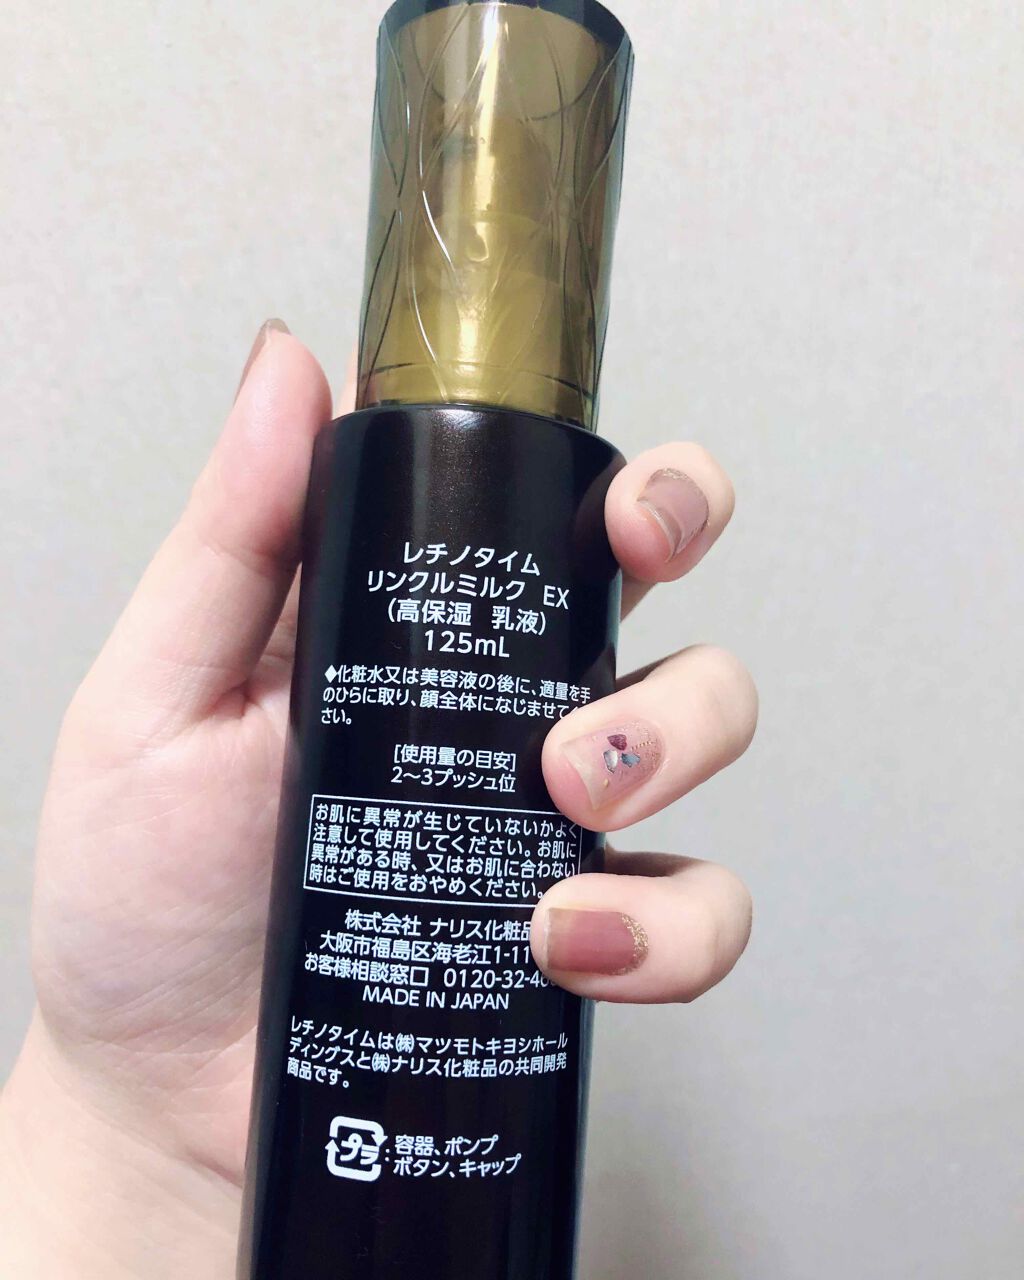 レチノタイム
リンクルミルク EX
(高保湿 乳液)
125mL
◆化粧水又は美容液の後に、適量を手
のひらに取り、顔全体になじませてく
さい。
[使用量の目安]
2〜3プッシュ位
お肌に異常が生じていないかよく
注意して使用してください。お肌に
異常がある時、又はお肌に合わない
時はご使用をおやめください。
株式会社 ナリス化粧品
大阪市福島区海老江1-11
お客様相談窓口 0120-32-46
MADE IN JAPAN
レチノタイムは㈱マツモトキヨシホール
ディングスと㈱ナリス化粧品の共同開発
商品です。
プラ:容器、ポンプ
ボタン、キャップ